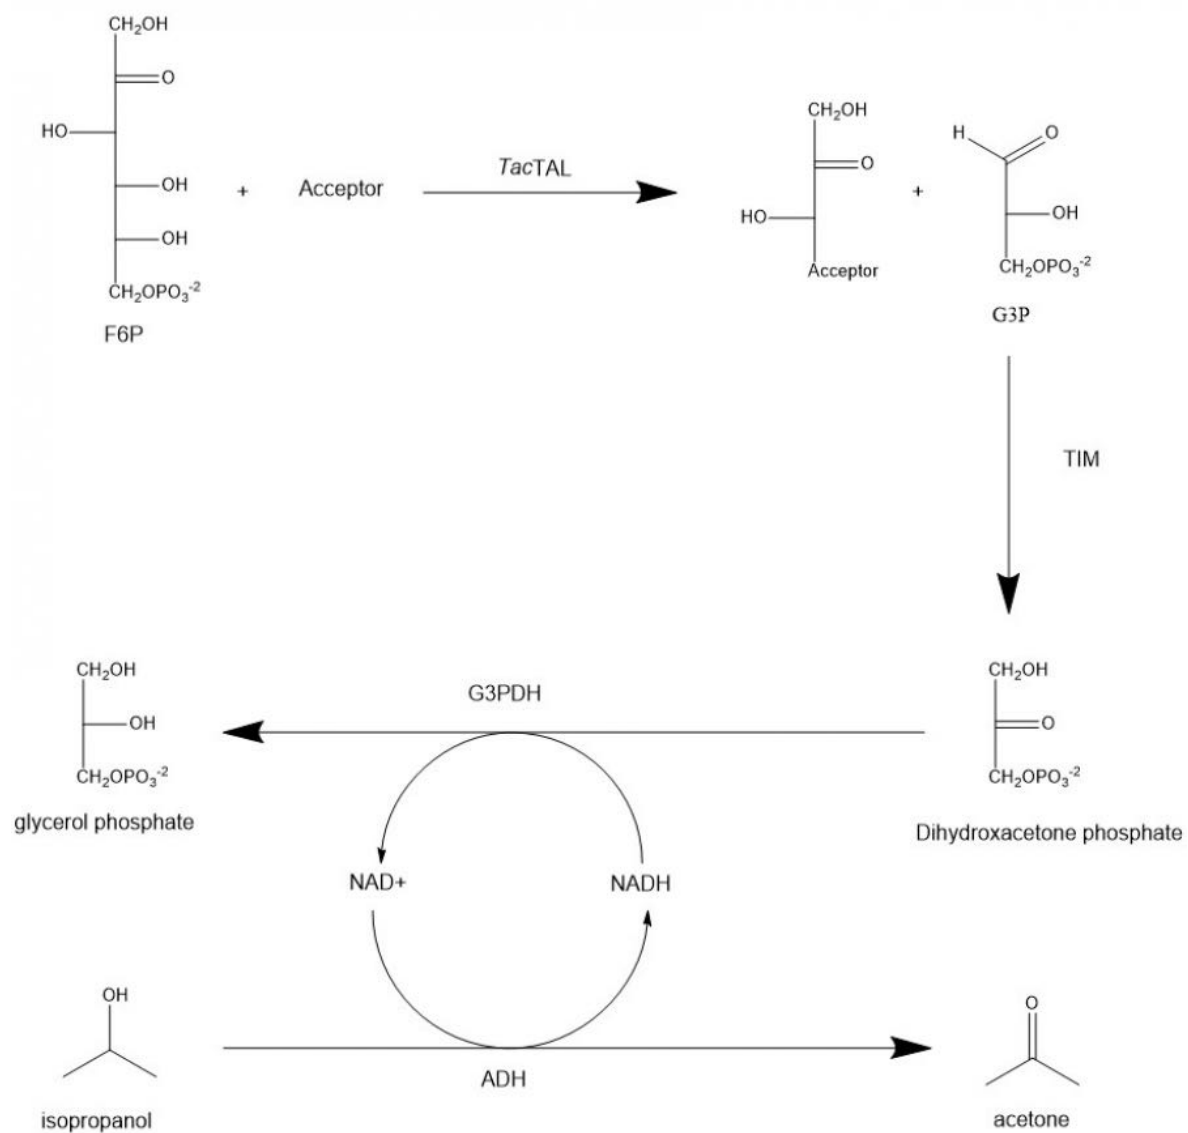 CH₂OH
O
HO
OH
OH
CH₂OPO₃⁻²
F6P
+
Acceptor
TacTAL
CH₂OH
O
HO
Acceptor
+
H
O
OH
CH₂OPO₃⁻²
G3P
TIM
CH₂OH
OH
CH₂OPO₃⁻²
glycerol phosphate
G3PDH
CH₂OH
O
CH₂OPO₃⁻²
Dihydroxacetone phosphate
NAD+
NADH
OH
isopropanol
ADH
O
acetone